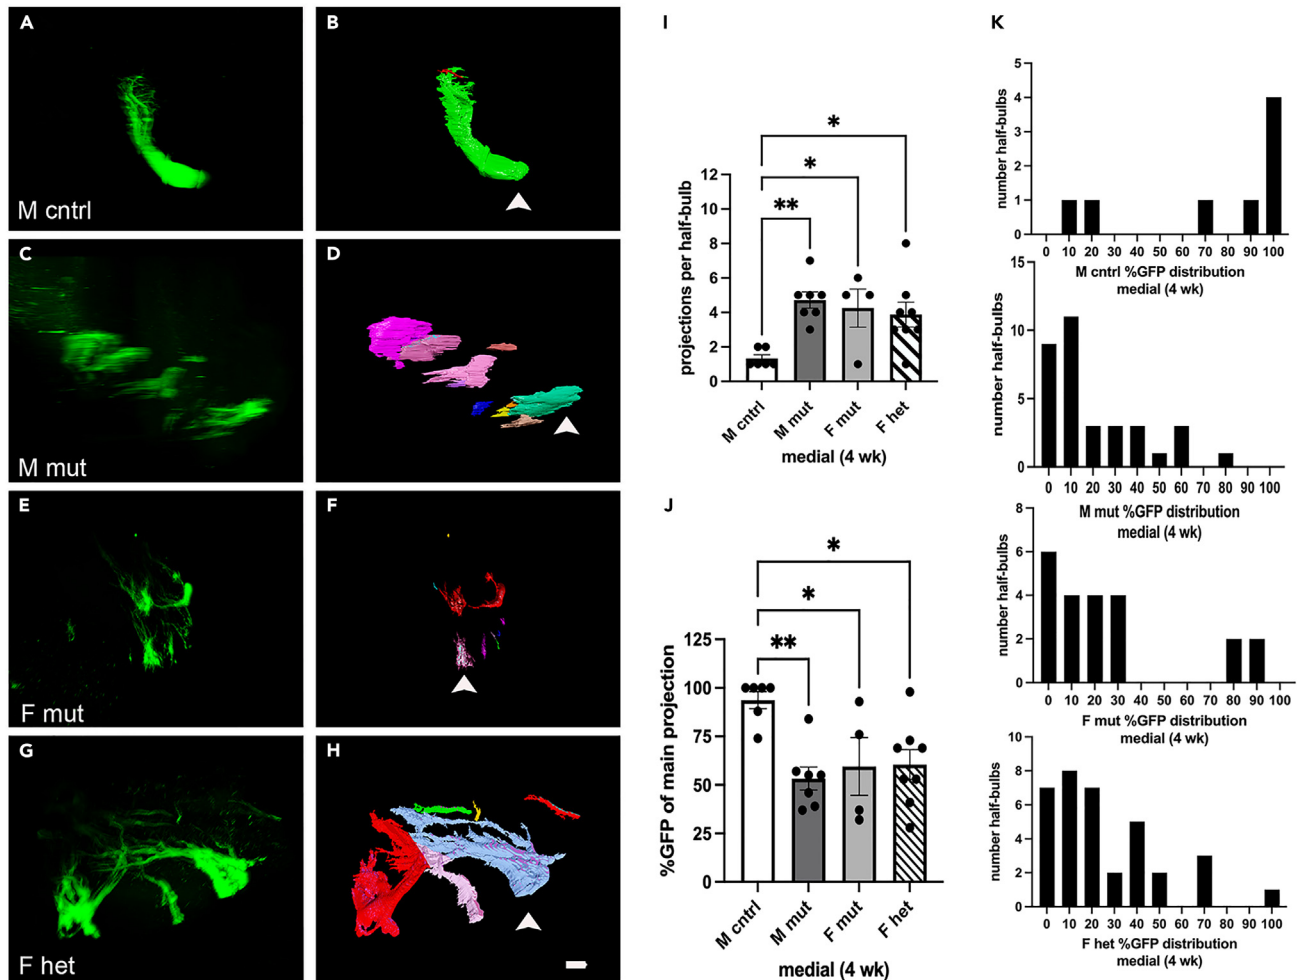 A
M cntrl
B
C
M mut
D
E
F mut
F
G
F het
H
I
projections per half-bulb
12
10
8
6
4
2
0
**
*
*
M cntrl
M mut
F mut
F het
medial (4 wk)
J
%GFP of main projection
125
100
75
50
25
0
**
*
*
M cntrl
M mut
F mut
F het
medial (4 wk)
K
number half-bulbs
5
4
3
2
1
0
0 10 20 30 40 50 60 70 80 90 100
M cntrl %GFP distribution
medial (4 wk)
number half-bulbs
15
10
15
0
0 10 20 30 40 50 60 70 80 90 100
M mut %GFP distribution
medial (4 wk)
number half-bulbs
8
6
4
2
0
0 10 20 30 40 50 60 70 80 90 100
F mut %GFP distribution
medial (4 wk)
number half-bulbs
10
8
6
4
2
0
0 10 20 30 40 50 60 70 80 90 100
F het %GFP distribution
medial (4 wk)